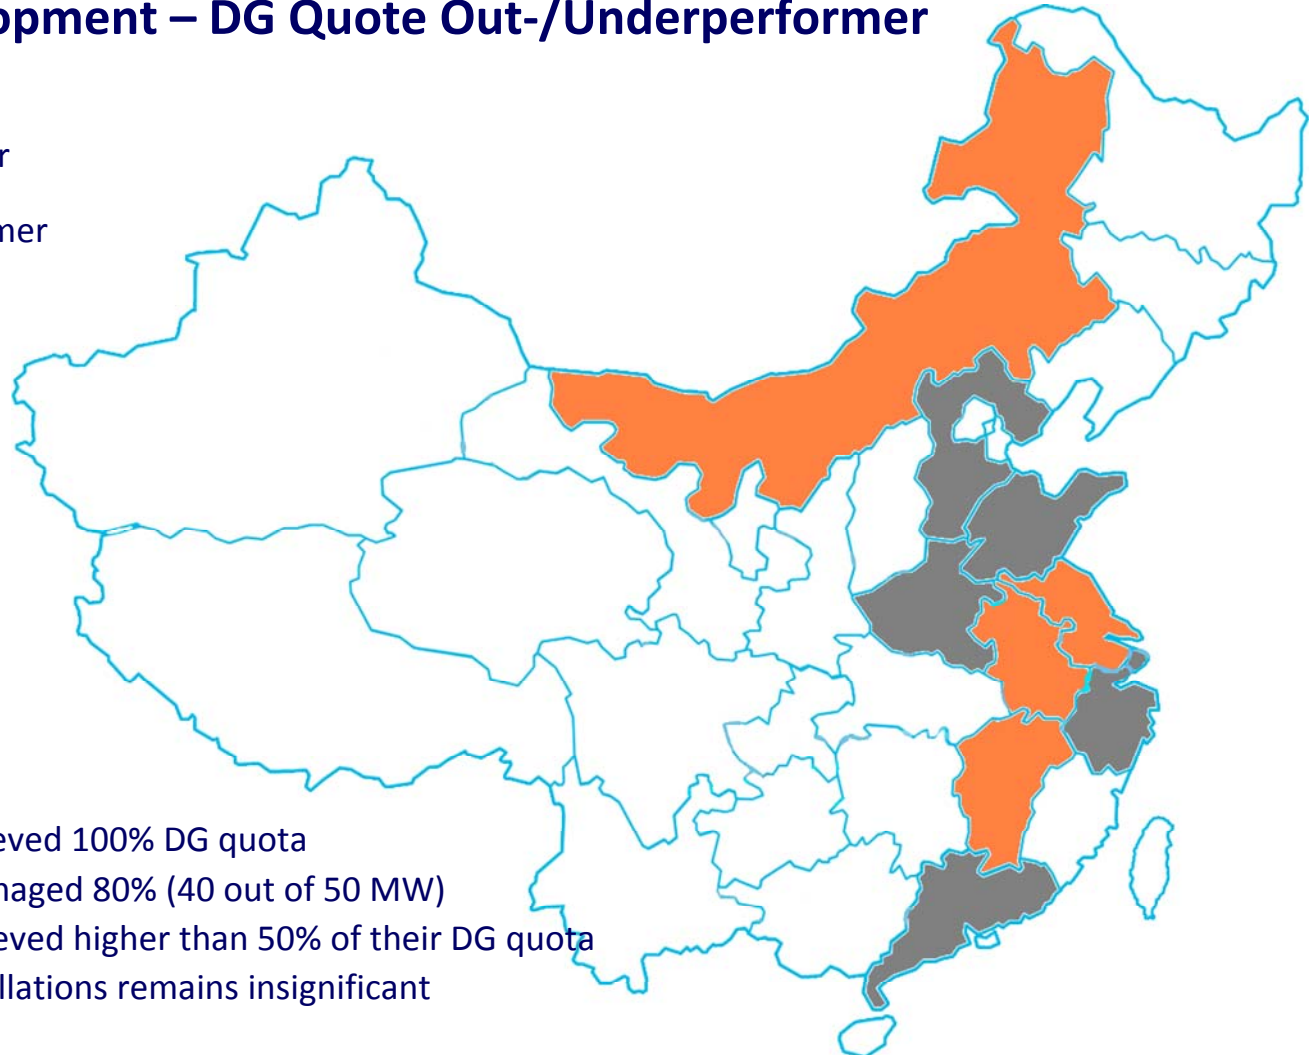 opment – DG Quote Out-/Underperformer
r
mer
eved 100% DG quota
naged 80% (40 out of 50 MW)
eved higher than 50% of their DG quota
llations remains insignificant